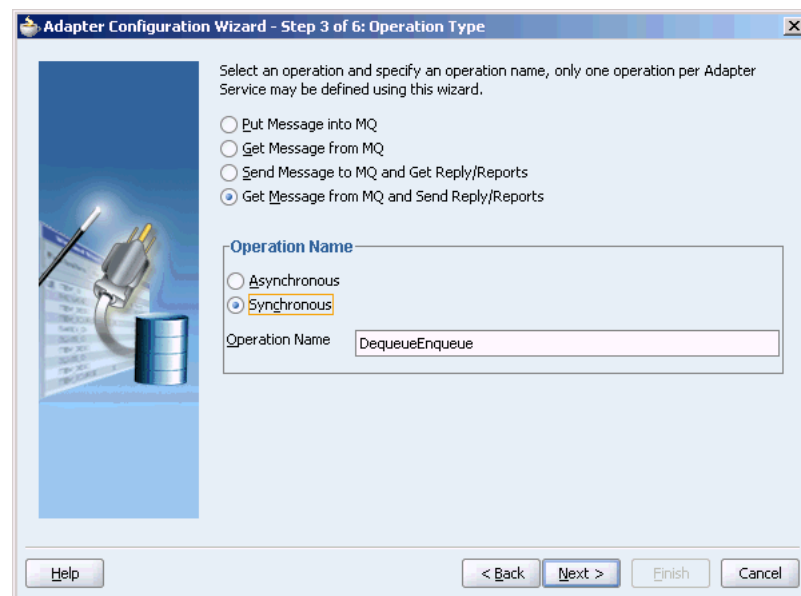 Adapter Configuration Wizard - Step 3 of 6: Operation Type
Select an operation and specify an operation name, only one operation per Adapter
Service may be defined using this wizard.
Put Message into MQ
Get Message from MQ
Send Message to MQ and Get Reply/Reports
Get Message from MQ and Send Reply/Reports
Operation Name
Asynchronous
Synchronous
Operation Name DequeueEnqueue
Help < Back Next > Finish Cancel